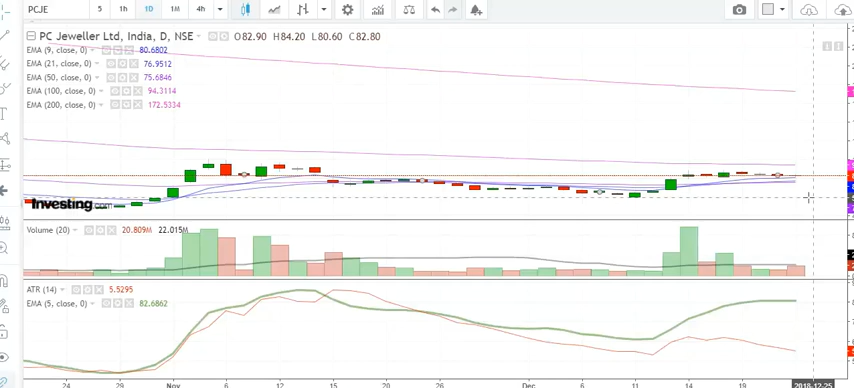 PCJE 5 1h 1D 1M 4h
PC Jeweller Ltd, India, D, NSE O82.90 H84.20 L80.60 C82.80
EMA (9, close, 0) 80.6802
EMA (21, close, 0) 76.9512
EMA (50, close, 0) 75.6846
EMA (100, close, 0) 94.3114
EMA (200, close, 0) 172.5334
Investing.com
Volume (20) 20.809M 22.015M
ATR (14) 5.5295
EMA (5, close, 0) 82.6862
24 29 Nov 6 12 15 20 26 Dec 6 11 14 19 2018-12-25